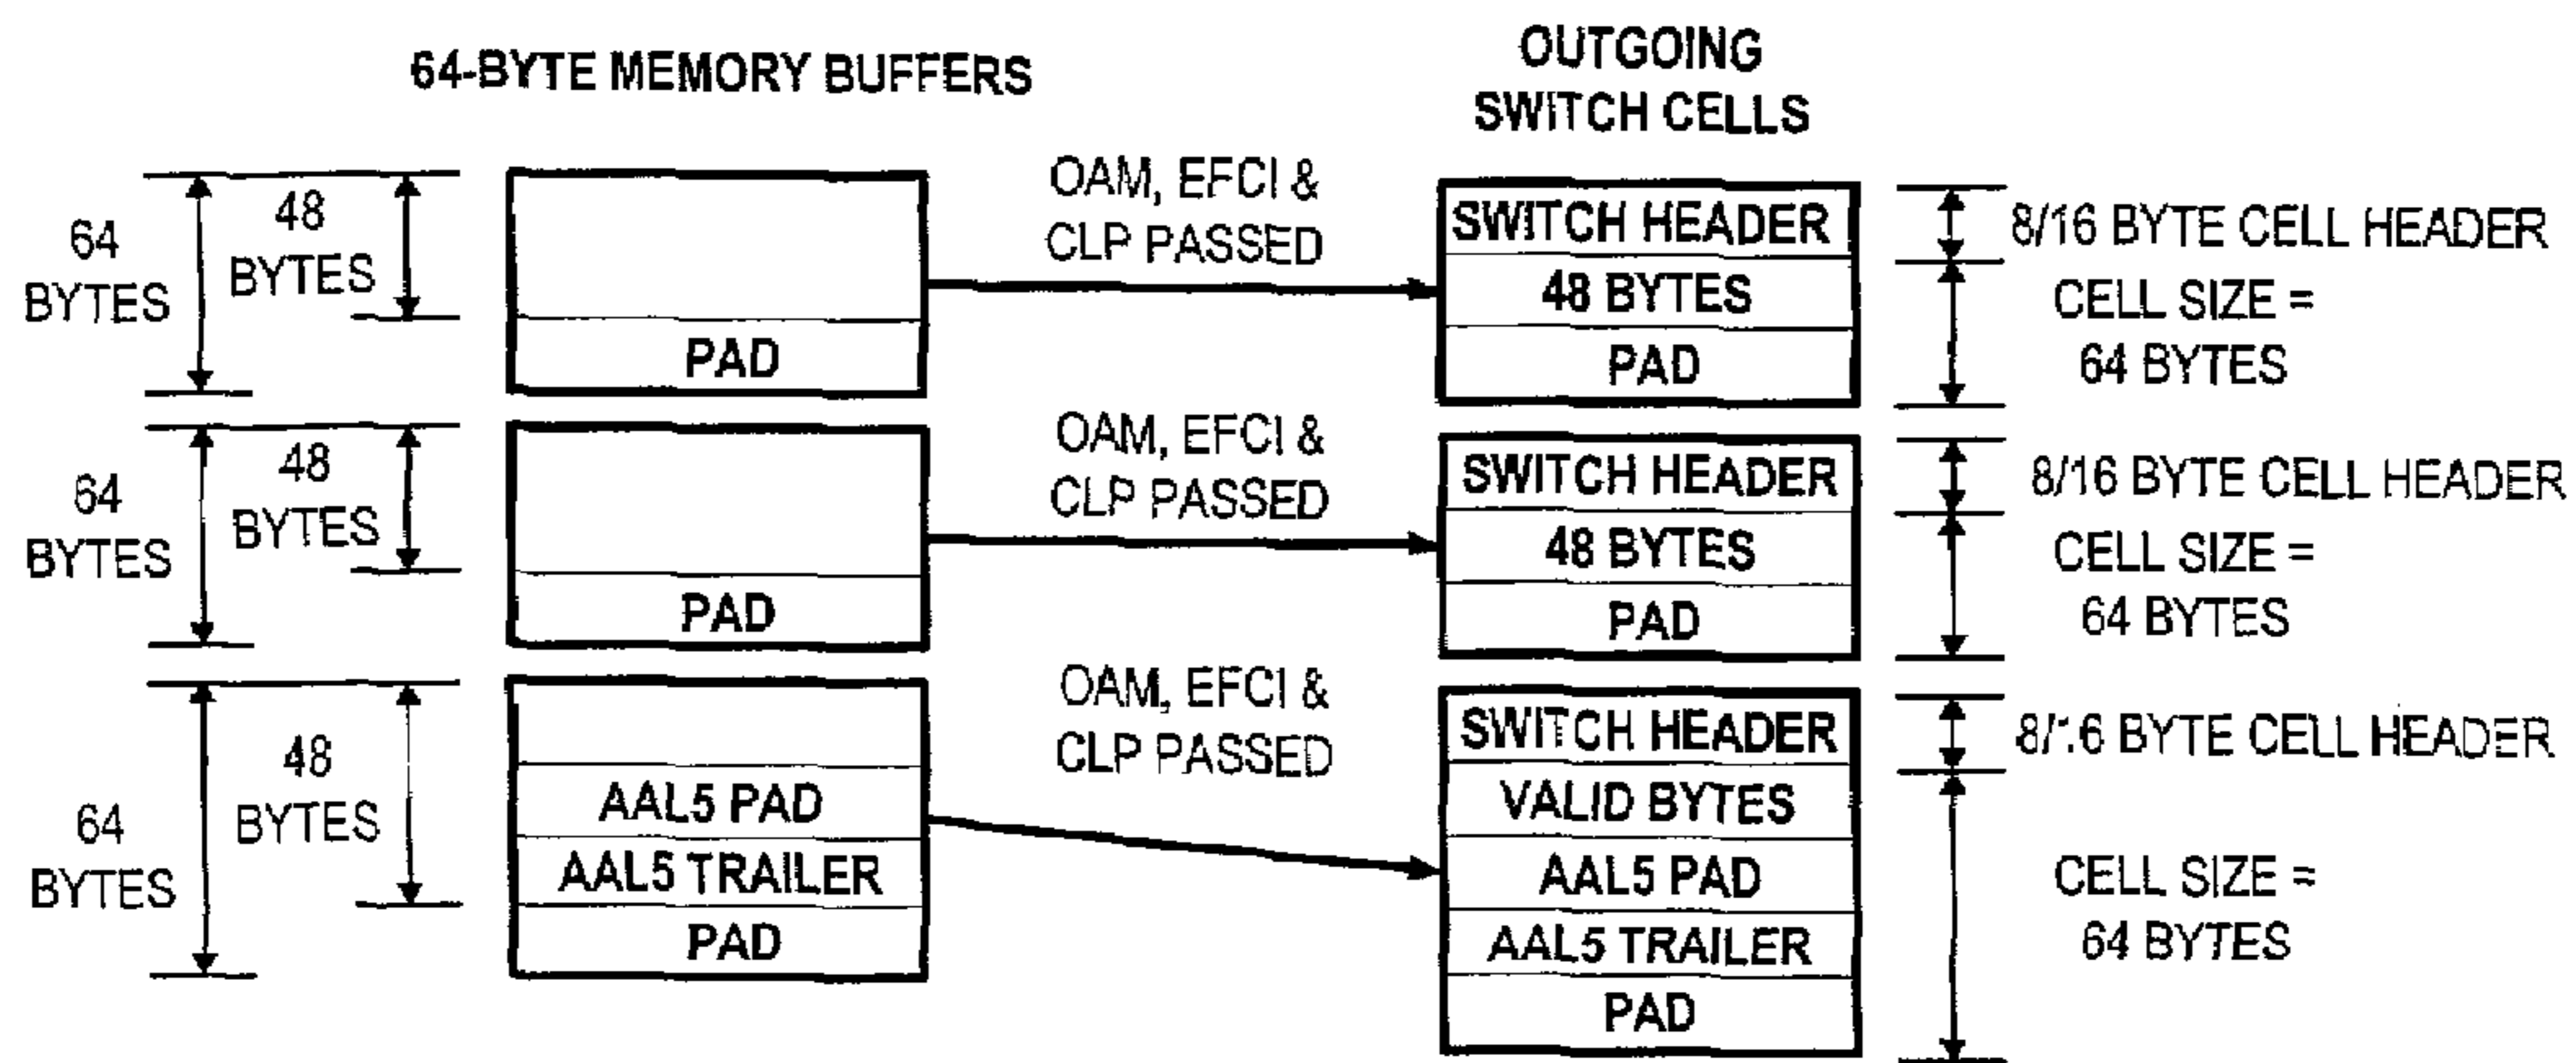 64-BYTE MEMORY BUFFERS
OUTGOING
SWITCH CELLS
64
BYTES
48
BYTES
PAD
OAM, EFCI &
CLP PASSED
SWITCH HEADER
48 BYTES
PAD
8/16 BYTE CELL HEADER
CELL SIZE =
64 BYTES
64
BYTES
48
BYTES
PAD
OAM, EFCI &
CLP PASSED
SWITCH HEADER
48 BYTES
PAD
8/16 BYTE CELL HEADER
CELL SIZE =
64 BYTES
64
BYTES
48
BYTES
AAL5 PAD
AAL5 TRAILER
PAD
OAM, EFCI &
CLP PASSED
SWITCH HEADER
VALID BYTES
AAL5 PAD
AAL5 TRAILER
PAD
8/16 BYTE CELL HEADER
CELL SIZE =
64 BYTES